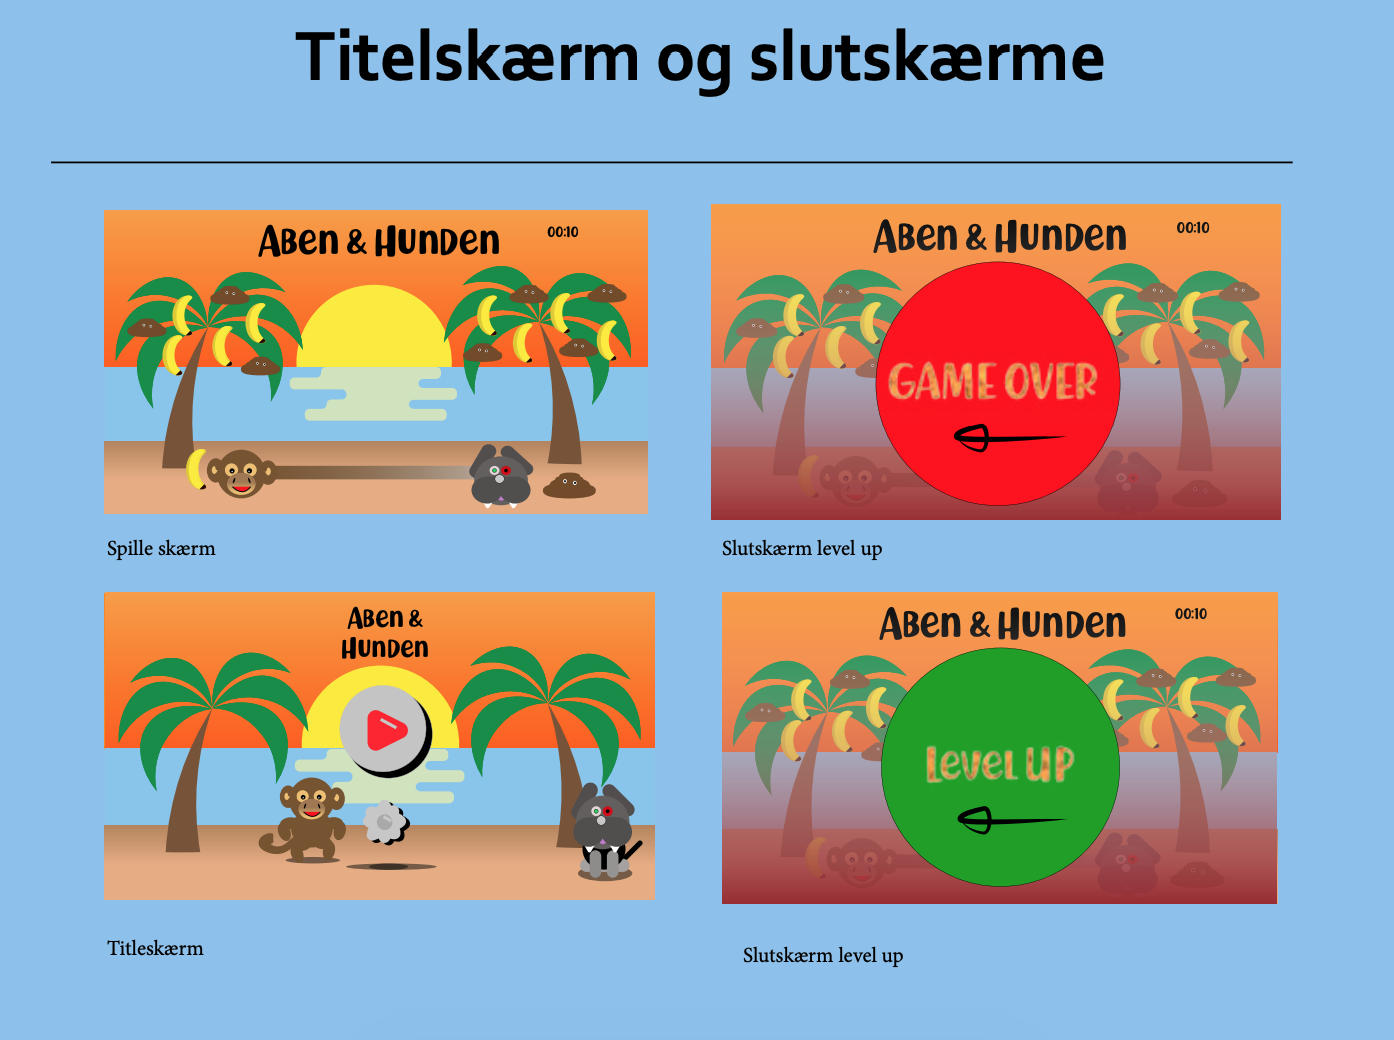 Titelskærm og slutskærme
Aben & Hunden
00:10
Spille skærm
Aben & Hunden
00:10
GAME OVER
Slutskærm level up
Aben &
Hunden
Titleskærm
Aben & Hunden
00:10
Level UP
Slutskærm level up